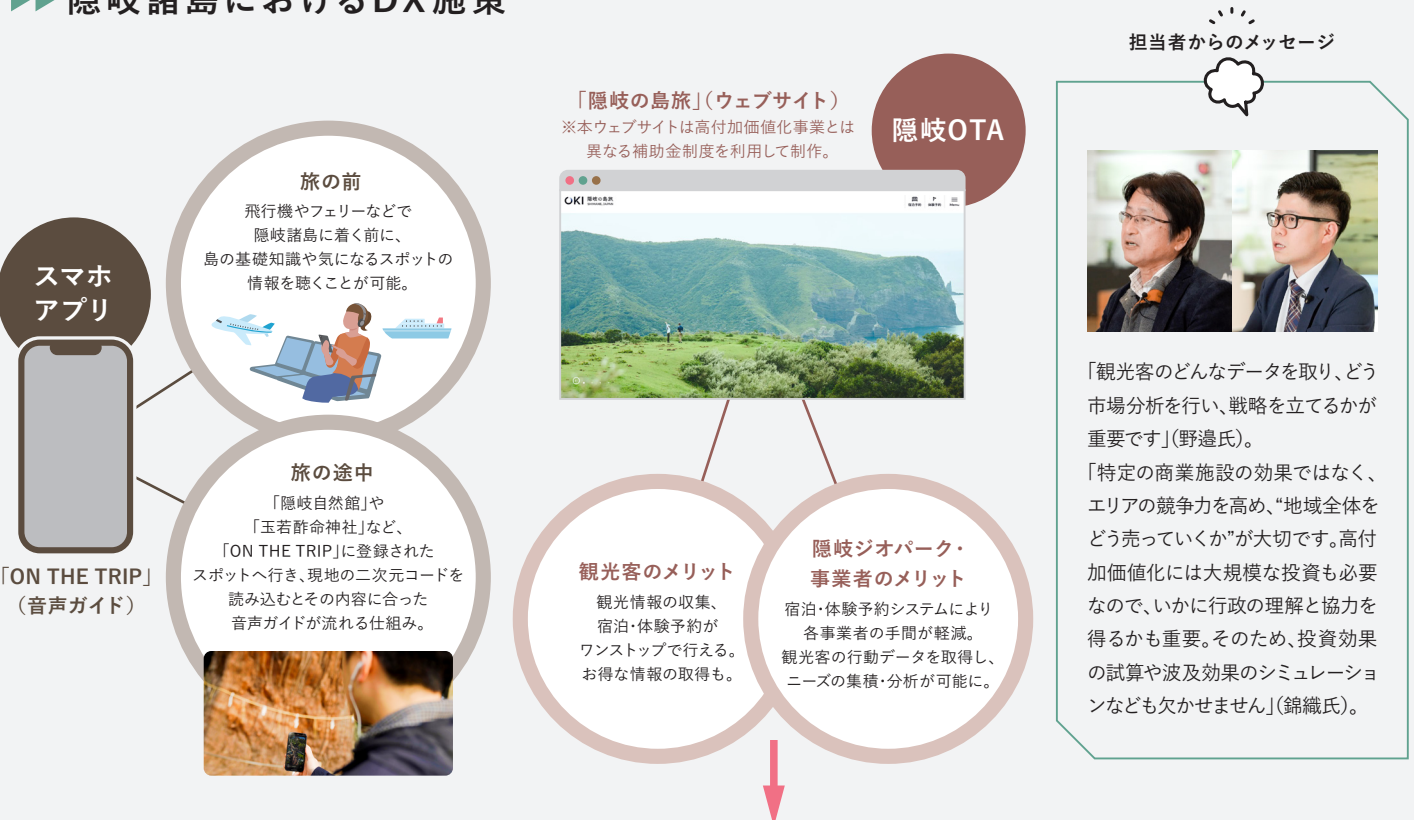 隠岐諸島におけるDX施策
スマホ
アプリ
「ON THE TRIP」
（音声ガイド）
旅の前
飛行機やフェリーなどで
隠岐諸島に着く前に、
島の基礎知識や気になるスポットの
情報を聴くことが可能。
旅の途中
「隠岐自然館」や
「玉若酢命神社」など、
「ON THE TRIP」に登録された
スポットへ行き、現地の二次元コードを
読み込むとその内容に合った
音声ガイドが流れる仕組み。
「隠岐の島旅」（ウェブサイト）
※本ウェブサイトは高付加価値化事業とは
異なる補助金制度を利用して制作。
隠岐OTA
OKI 隠岐の島旅
宿泊予約 体験予約 Menu
観光客のメリット
観光情報の収集、
宿泊・体験予約が
ワンストップで行える。
お得な情報の取得も。
隠岐ジオパーク・
事業者のメリット
宿泊・体験予約システムにより
各事業者の手間が軽減。
観光客の行動データを取得し、
ニーズの集積・分析が可能に。
担当者からのメッセージ
「観光客のどんなデータを取り、どう
市場分析を行い、戦略を立てるかが
重要です」（野邉氏）。
「特定の商業施設の効果ではなく、
エリアの競争力を高め、“地域全体を
どう売っていくか”が大切です。高付
加価値化には大規模な投資も必要
なので、いかに行政の理解と協力を
得るかも重要。そのため、投資効果
の試算や波及効果のシミュレーショ
ンなども欠かせません」（錦織氏）。